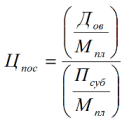 Ц_пос = (Д_ов / М_пл) / (П_суб / М_пл)